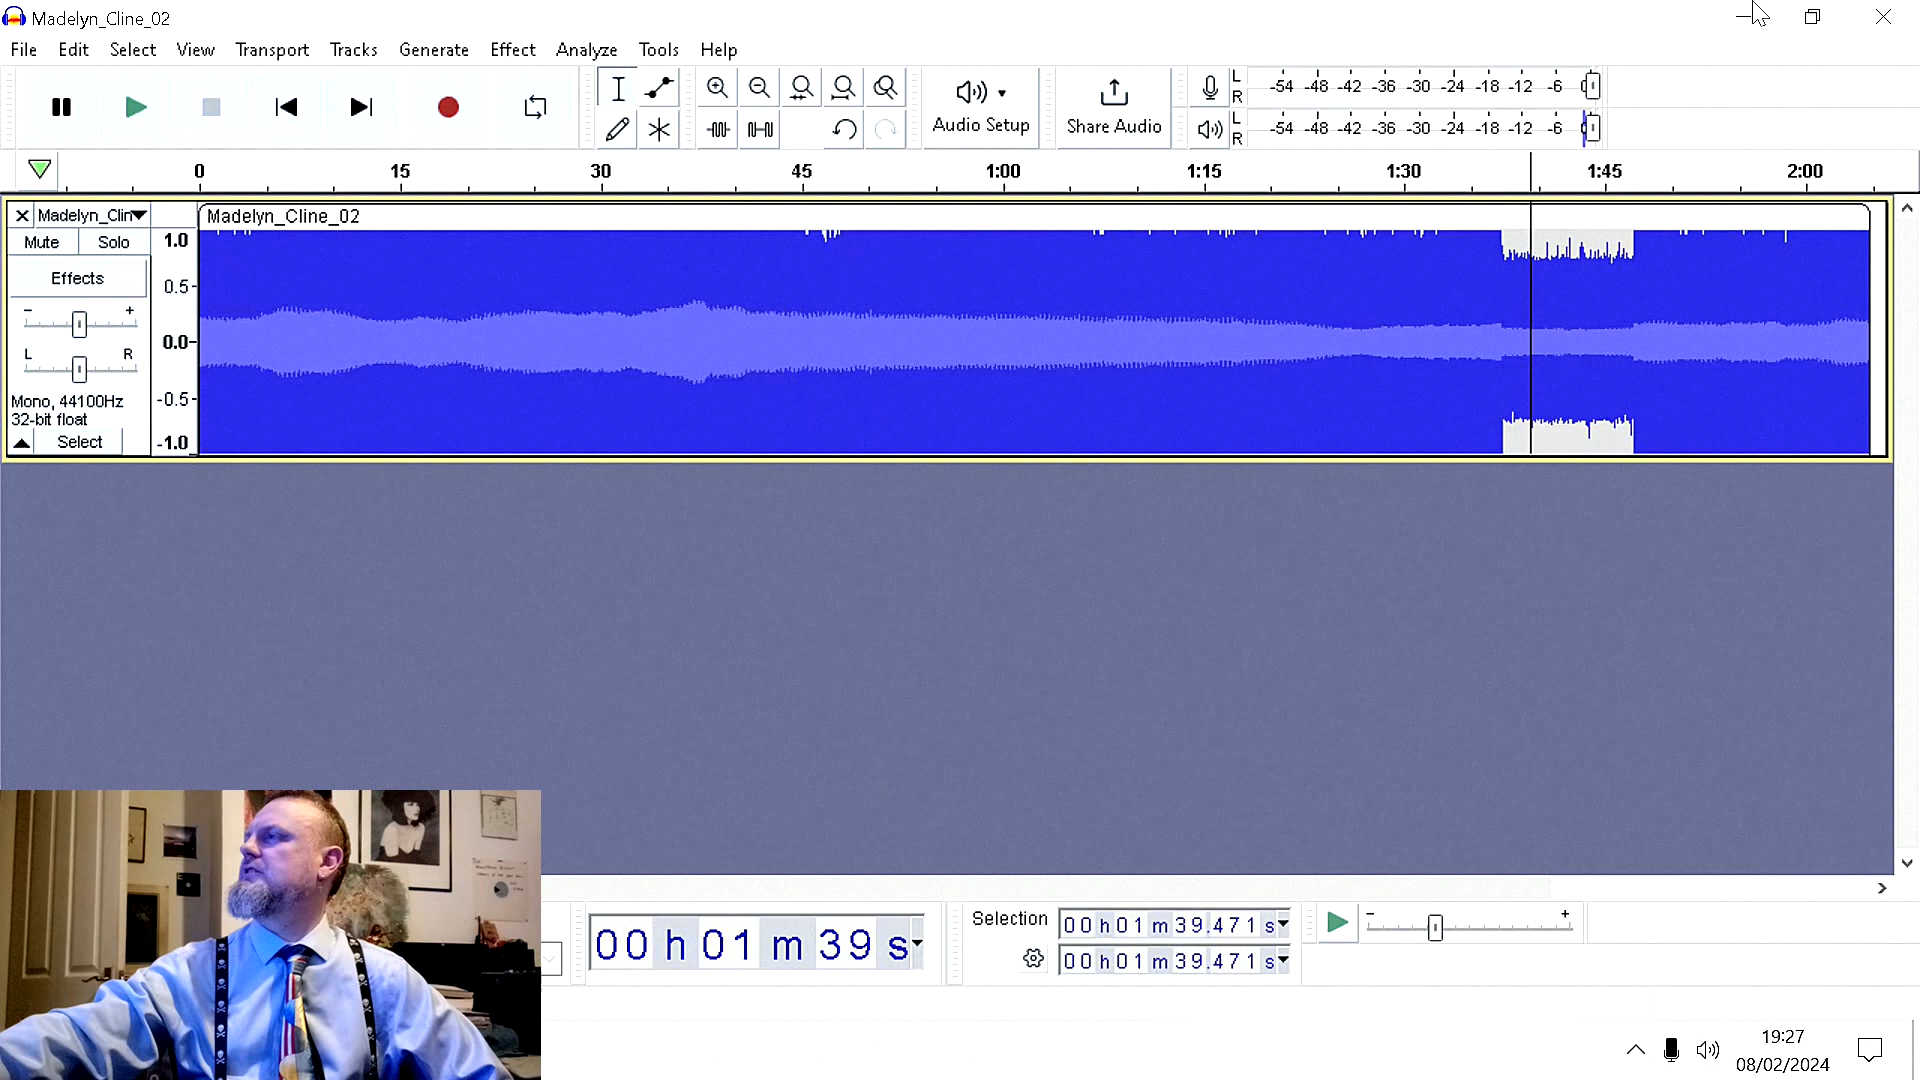 Madelyn_Cline_02
File Edit Select View Transport Tracks Generate Effect Analyze Tools Help
Audio Setup
Share Audio
L
R
-54 -48 -42 -36 -30 -24 -18 -12 -6 0
L
R
-54 -48 -42 -36 -30 -24 -18 -12 -6 0
0 15 30 45 1:00 1:15 1:30 1:45 2:00
Madelyn_Clin
Madelyn_Cline_02
Mute Solo
Effects
- +
L R
Mono, 44100Hz
32-bit float
Select
1.0
0.5-
0.0-
-0.5-
-1.0
00 h 01 m 39 s
Selection
00 h 01 m 39.471 s
00 h 01 m 39.471 s
- +
19:27
08/02/2024